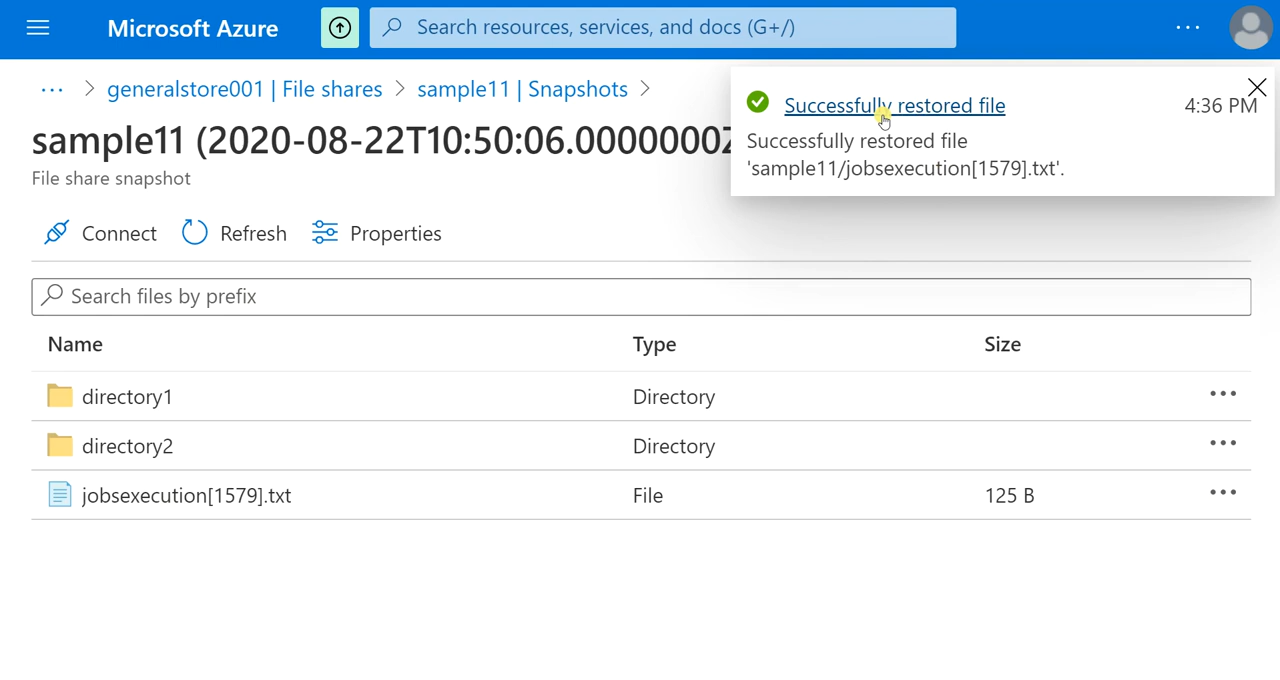 Microsoft Azure
Search resources, services, and docs (G+/)
...
... > generalstore001 | File shares > sample11 | Snapshots >
Successfully restored file
4:36 PM
Successfully restored file
'sample11/jobsexecution[1579].txt'.
sample11 (2020-08-22T10:50:06.0000000Z
File share snapshot
Connect
Refresh
Properties
Search files by prefix
Name Type Size
directory1 Directory ...
directory2 Directory ...
jobsexecution[1579].txt File 125 B ...